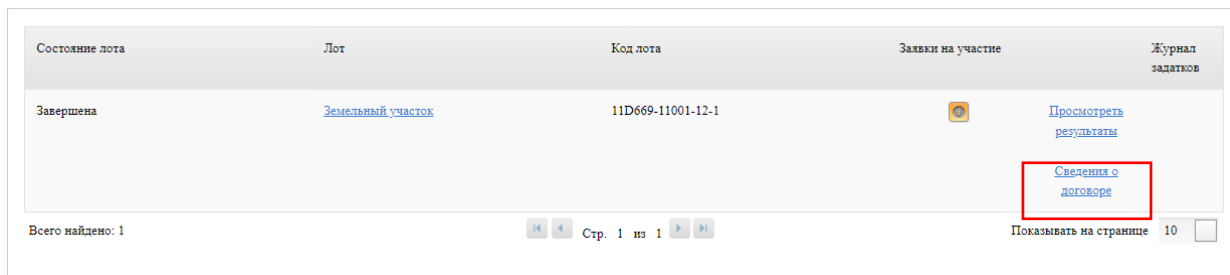 Состояние лота Лот Код лота Заявки на участие Журнал
задатков
Завершена Земельный участок 11D669-11001-12-1 Просмотреть
результаты
Сведения о
договоре
Всего найдено: 1 Стр. 1 из 1 Показывать на странице 10